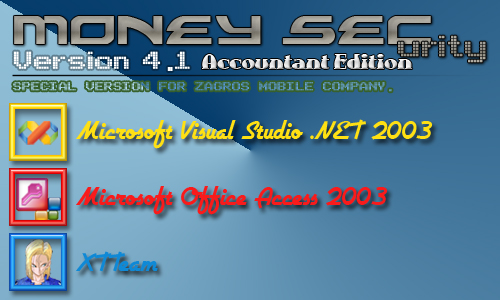 MONEY SECurity
Version 4.1 Accountant Edition
SPECIAL VERSION FOR ZAGROS MOBILE COMPANY.
Microsoft Visual Studio .NET 2003
Microsoft Office Access 2003
XTteam